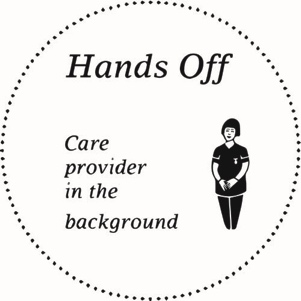 Hands Off
Care
provider
in the
background